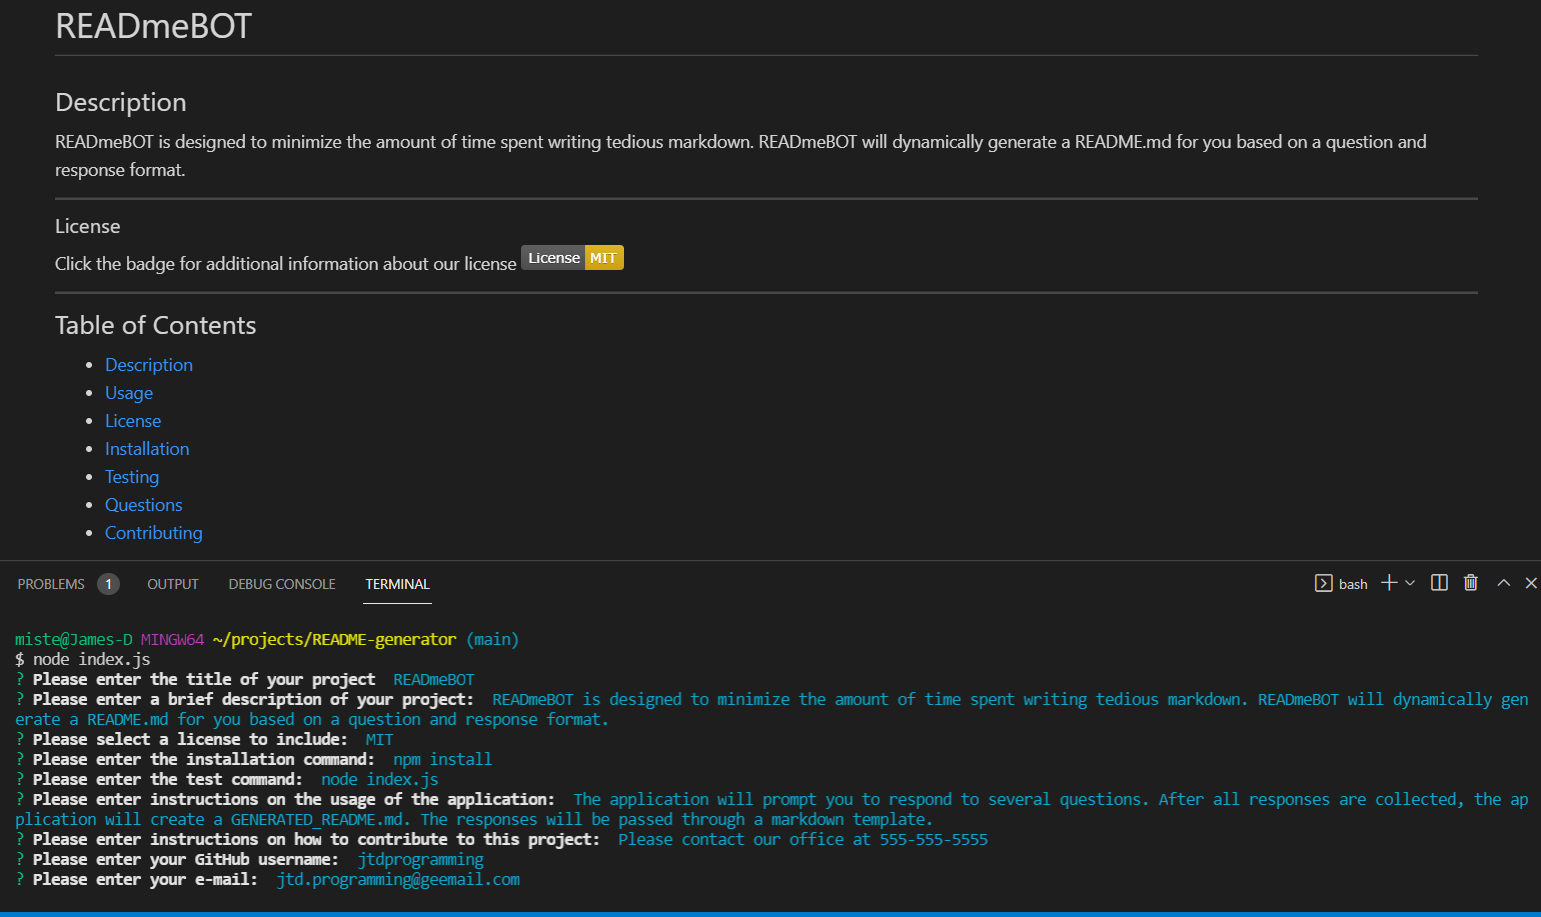 READmeBOT
Description
READmeBOT is designed to minimize the amount of time spent writing tedious markdown. READmeBOT will dynamically generate a README.md for you based on a question and
response format.
License
Click the badge for additional information about our license License MIT
Table of Contents
• Description
• Usage
• License
• Installation
• Testing
• Questions
• Contributing
PROBLEMS 1 OUTPUT DEBUG CONSOLE TERMINAL bash
miste@James-D MINGW64 ~/projects/README-generator (main)
$ node index.js
? Please enter the title of your project  READmeBOT
? Please enter a brief description of your project:  READmeBOT is designed to minimize the amount of time spent writing tedious markdown. READmeBOT will dynamically gen
erate a README.md for you based on a question and response format.
? Please select a license to include:  MIT
? Please enter the installation command:  npm install
? Please enter the test command:  node index.js
? Please enter instructions on the usage of the application:  The application will prompt you to respond to several questions. After all responses are collected, the ap
plication will create a GENERATED_README.md. The responses will be passed through a markdown template.
? Please enter instructions on how to contribute to this project:  Please contact our office at 555-555-5555
? Please enter your GitHub username:  jtdprogramming
? Please enter your e-mail:  jtd.programming@geemail.com